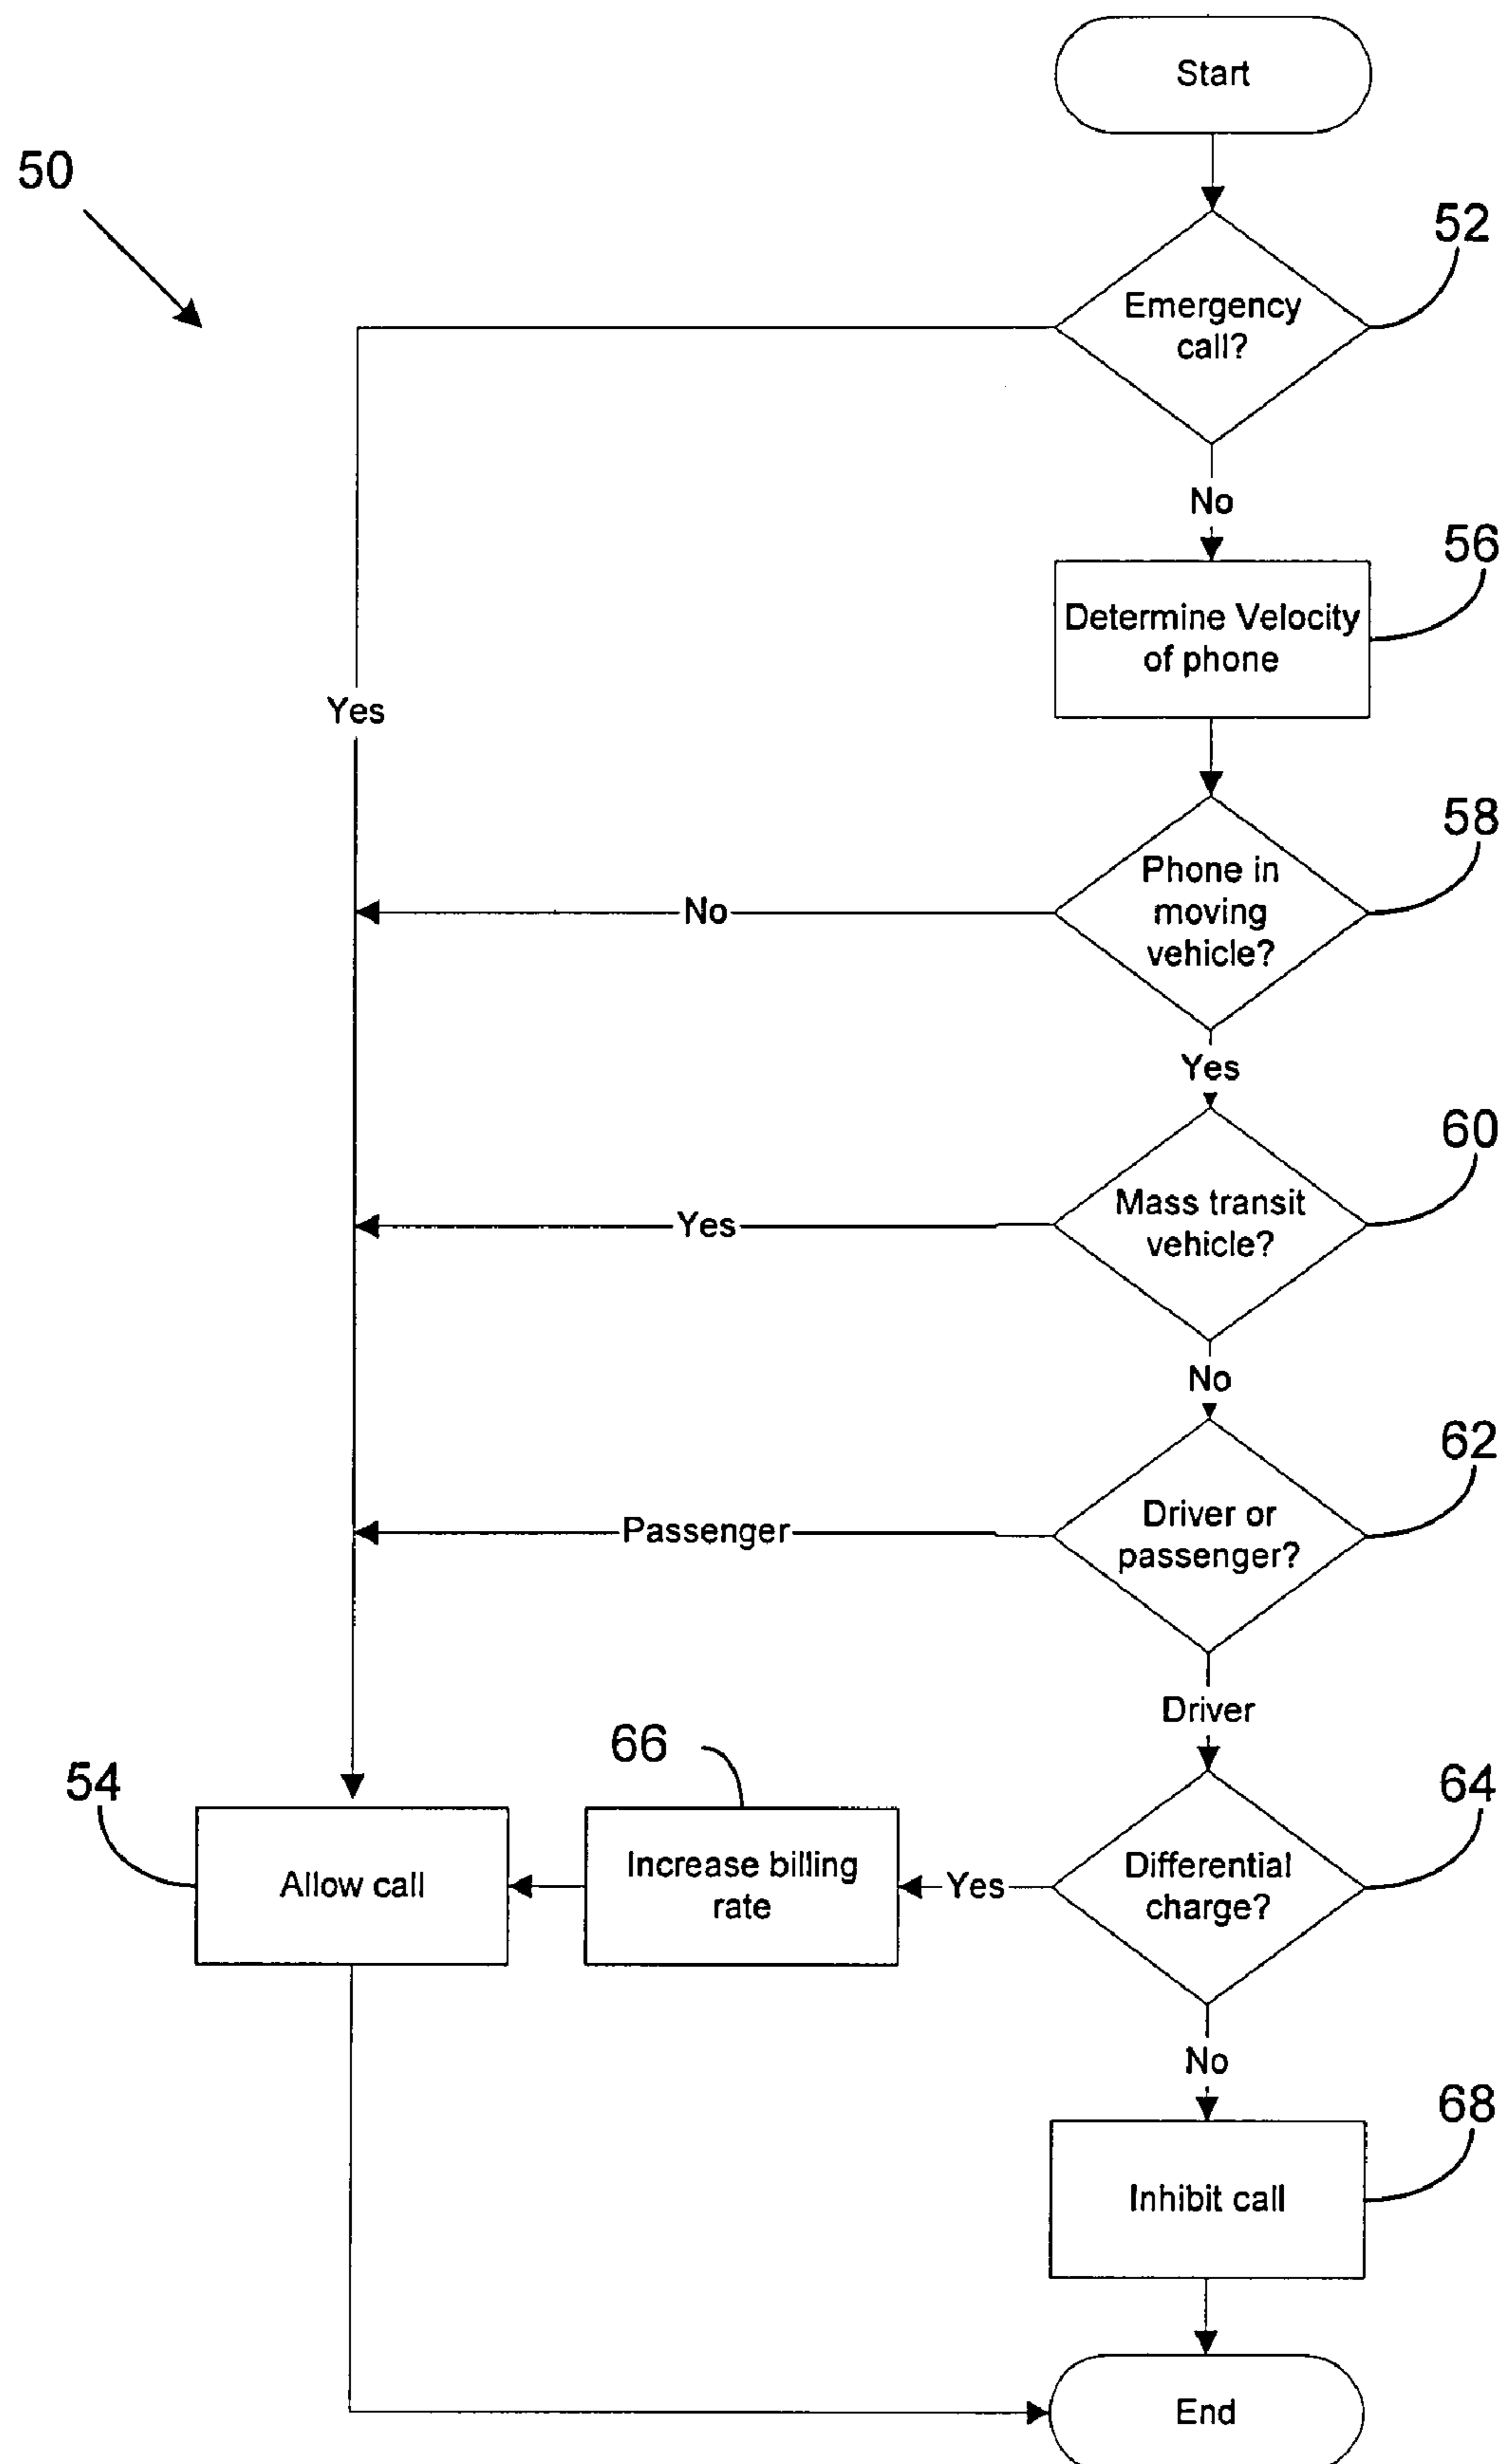 Start
50
52
Emergency
call?
No
56
Determine Velocity
of phone
Yes
58
Phone in
moving
vehicle?
No
Yes
60
Mass transit
vehicle?
Yes
No
62
Driver or
passenger?
Passenger
Driver
66
54
64
Allow call
Increase billing
rate
Yes
Differential
charge?
No
68
Inhibit call
End